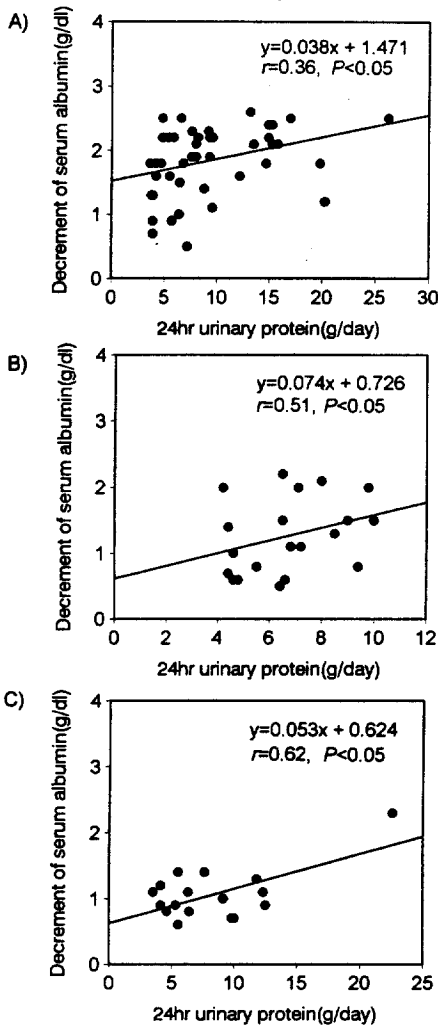 A)
y=0.038x + 1.471
r=0.36, P<0.05
Decrement of serum albumin(g/dl)
4
3
2
1
0
0 5 10 15 20 25 30
24hr urinary protein(g/day)
B)
y=0.074x + 0.726
r=0.51, P<0.05
Decrement of serum albumin(g/dl)
4
3
2
1
0
0 2 4 6 8 10 12
24hr urinary protein(g/day)
C)
y=0.053x + 0.624
r=0.62, P<0.05
Decrement of serum albumin(g/dl)
4
3
2
1
0
0 5 10 15 20 25
24hr urinary protein(g/day)